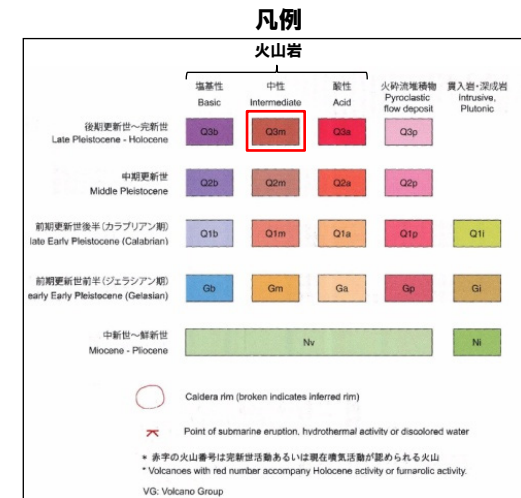 凡例
火山岩
塩基性 中性 酸性 火砕流堆積物 貫入岩・深成岩
Basic Intermediate Acid Pyroclastic flow deposit Intrusive, Plutonic
後期更新世～完新世
Late Pleistocene - Holocene
Q3b Q3m Q3a Q3p
中期更新世
Middle Pleistocene
Q2b Q2m Q2a Q2p
前期更新世後半(カラブリアン期)
late Early Pleistocene (Calabrian)
Q1b Q1m Q1a Q1p Q1i
前期更新世前半(ジェラシアン期)
early Early Pleistocene (Gelasian)
Gb Gm Ga Gp Gi
中新世～鮮新世
Miocene - Pliocene
Nv Ni
Caldera rim (broken indicates inferred rim)
Point of submarine eruption, hydrothermal activity or discolored water
* 赤字の火山番号は完新世活動あるいは現在噴気活動が認められる火山
* Volcanoes with red number accompany Holocene activity or fumarolic activity.
VG: Volcano Group